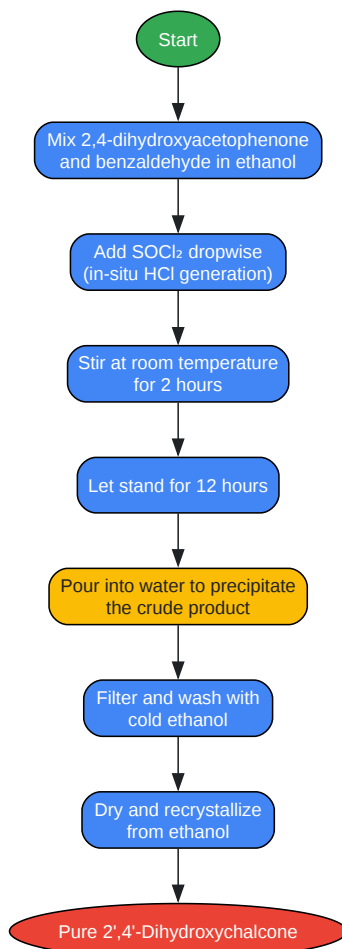 Start
Mix 2,4-dihydroxyacetophenone
and benzaldehyde in ethanol
Add SOCl₂ dropwise
(in-situ HCl generation)
Stir at room temperature
for 2 hours
Let stand for 12 hours
Pour into water to precipitate
the crude product
Filter and wash with
cold ethanol
Dry and recrystallize
from ethanol
Pure 2',4'-Dihydroxychalcone